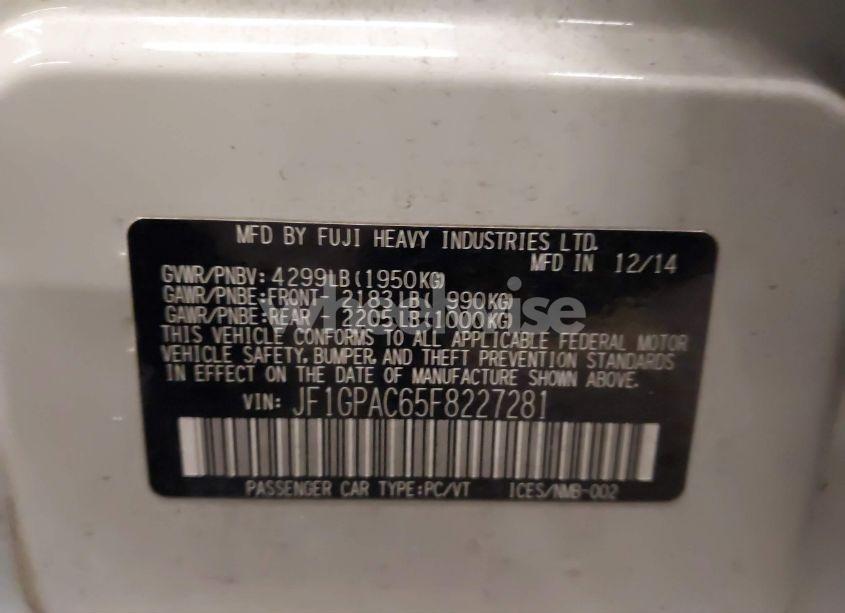 MFD BY FUJI HEAVY INDUSTRIES LTD.
MFD IN 12/14
GVWR/PNBV: 4299LB(1950KG)
GAWR/PNBE:FRONT 2183LB( 990KG)
GAWR/PNBE:REAR 2205LB(1000KG)
THIS VEHICLE CONFORMS TO ALL APPLICABLE FEDERAL MOTOR
VEHICLE SAFETY, BUMPER, AND THEFT PREVENTION STANDARDS
IN EFFECT ON THE DATE OF MANUFACTURE SHOWN ABOVE.
VIN: JF1GPAC65F8227281
PASSENGER CAR TYPE:PC/VT ICES/NMB-002